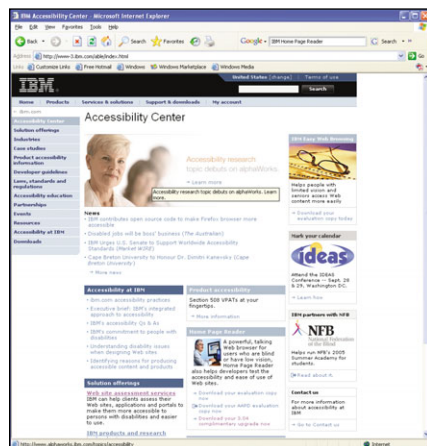 IBM Accessibility Center - Microsoft Internet Explorer
File Edit View Favorites Tools Help
Back Search Favorites Google IBM Home Page Reader Search
Address http://www-3.ibm.com/able/index.html Go
Links Customize Links Free Hotmail Windows Windows Marketplace Windows Media
United States [change] Terms of use
IBM
Search
Home Products Services & solutions Support & downloads My account
ibm.com
Accessibility Center
Solution offerings
Industries
Case studies
Product accessibility information
Developer guidelines
Laws, standards and regulations
Accessibility education
Partnerships
Events
Resources
Accessibility at IBM
Downloads
Accessibility Center
Accessibility research
topic debuts on alphaWorks.
Learn more
Accessibility research topic debuts on alphaWorks. Learn more.
News
IBM contributes open source code to make Firefox browser more accessible
Disabled jobs will be boss' business (The Australian)
IBM Urges U.S. Senate to Support Worldwide Accessibility Standards (Market WIRE)
Cape Breton University to Honour Dr. Dimitri Kanevsky (Cape Breton University)
More news
Accessibility at IBM
ibm.com accessibility practices
Executive brief: IBM's integrated approach to accessibility
IBM's accessibility Qs & As
IBM's commitment to people with disabilities
Understanding disability issues when designing Web sites
Identifying reasons for producing accessible content and products
Solution offerings
Web site assessment services
IBM can help clients assess their Web sites, applications and portals to make them more accessible to persons with disabilities and easier to use.
IBM products and research
Product accessibility
Section 508 VPATs at your fingertips.
More information
Home Page Reader
A powerful, talking Web browser for users who are blind or have low vision, Home Page Reader also helps developers test the accessibility and ease of use of Web sites.
Download your evaluation copy now
Download your AARP evaluation copy now
Download your 3.04 complimentary upgrade now
IBM Easy Web Browsing
Helps people with limited vision and seniors access Web content more easily
Download your evaluation copy today
Mark your calendar
ideas
Attend the IDEAS Conference -- Sept. 28 & 29, Washington DC.
Learn how
IBM partners with NFB
NFB
National Federation of the Blind
Helps run NFB's 2005 Summer Academy for students.
Read about it.
Contact us
For more information about accessibility at IBM
Go to Contact us
http://www.alphaworks.ibm.com/topics/accessibility Internet